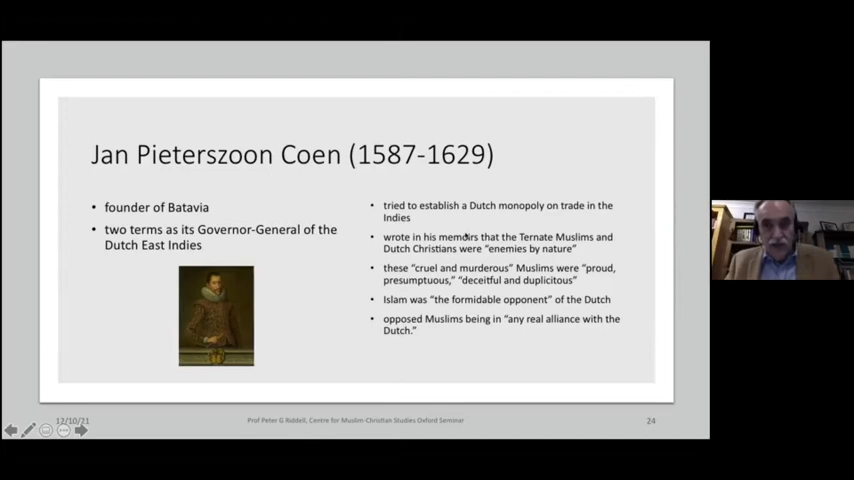 Jan Pieterszoon Coen (1587-1629)
• founder of Batavia
• two terms as its Governor-General of the
Dutch East Indies
• tried to establish a Dutch monopoly on trade in the
Indies
• wrote in his memoirs that the Ternate Muslims and
Dutch Christians were “enemies by nature”
• these “cruel and murderous” Muslims were “proud,
presumptuous,” “deceitful and duplicitous”
• Islam was “the formidable opponent” of the Dutch
• opposed Muslims being in “any real alliance with the
Dutch.”
12/10/21
Prof Peter G Riddell, Centre for Muslim-Christian Studies Oxford Seminar
24